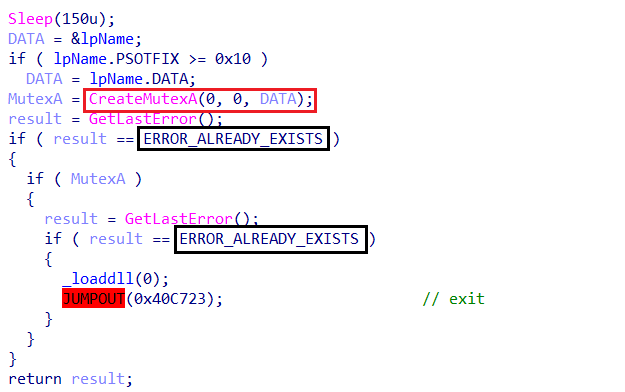 Sleep(150u);
DATA = &lpName;
if ( lpName.PSOTFIX >= 0x10 )
DATA = lpName.DATA;
MutexA = CreateMutexA(0, 0, DATA);
result = GetLastError();
if ( result == ERROR_ALREADY_EXISTS )
{
if ( MutexA )
{
result = GetLastError();
if ( result == ERROR_ALREADY_EXISTS )
{
_loaddll(0);
JUMPOUT(0x40C723); // exit
}
}
}
return result;